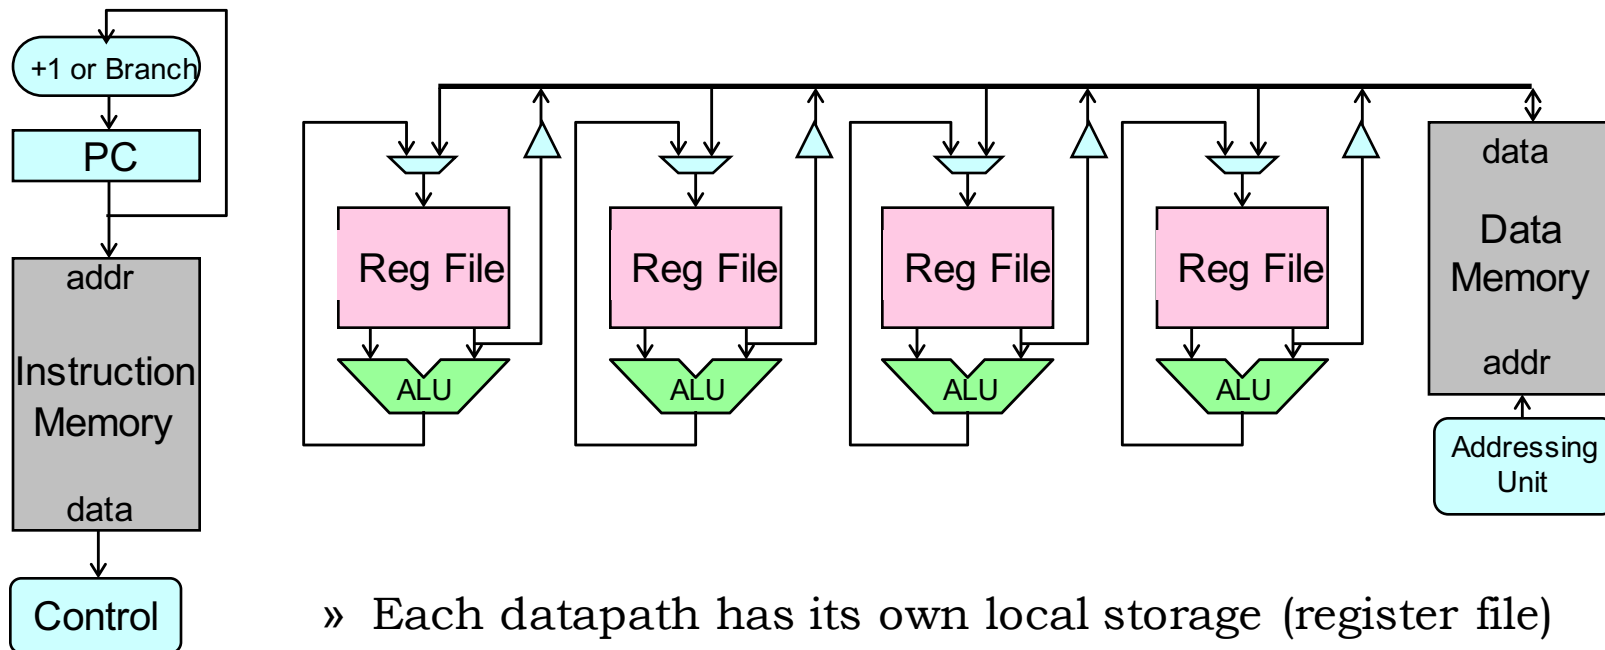 +1 or Branch
PC
addr
Instruction
Memory
data
Control
Reg File
ALU
Reg File
ALU
Reg File
ALU
Reg File
ALU
data
Data
Memory
addr
Addressing
Unit
» Each datapath has its own local storage (register file)